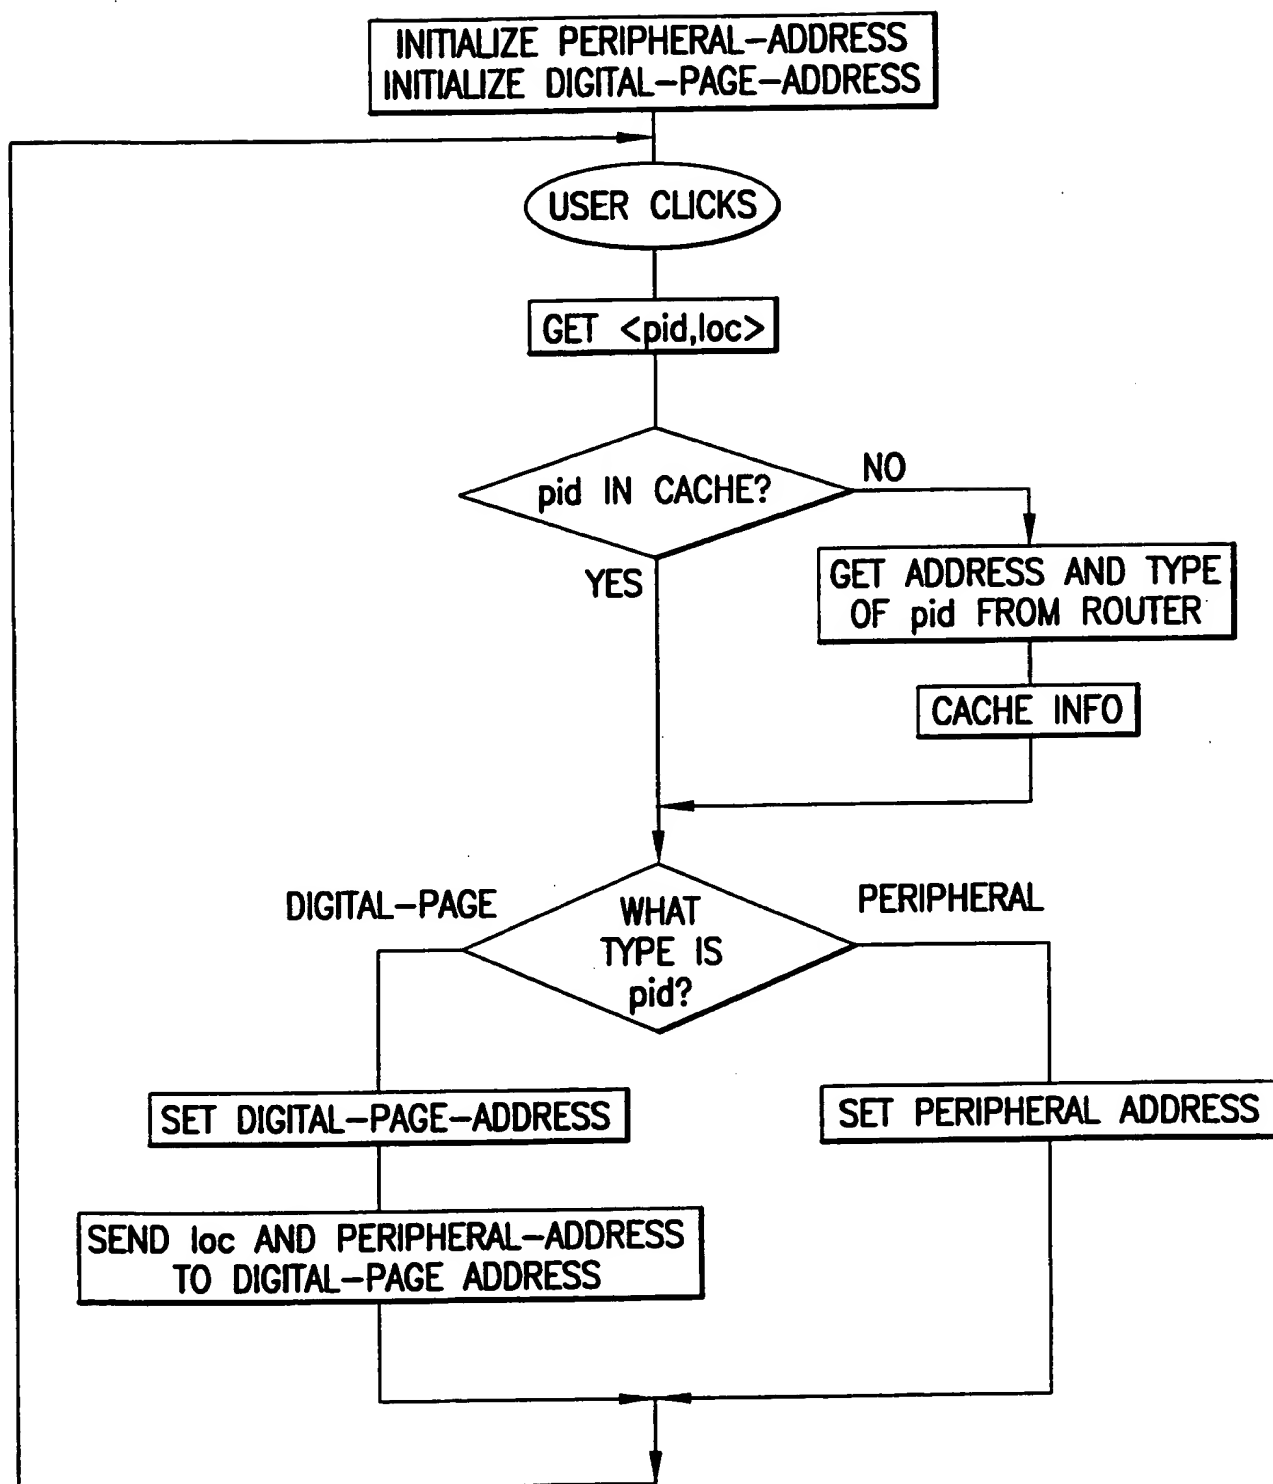 INITIALIZE PERIPHERAL-ADDRESS
INITIALIZE DIGITAL-PAGE-ADDRESS
USER CLICKS
GET <pid,loc>
pid IN CACHE?
NO
YES
GET ADDRESS AND TYPE
OF pid FROM ROUTER
CACHE INFO
DIGITAL-PAGE
WHAT
TYPE IS
pid?
PERIPHERAL
SET DIGITAL-PAGE-ADDRESS
SET PERIPHERAL ADDRESS
SEND loc AND PERIPHERAL-ADDRESS
TO DIGITAL-PAGE ADDRESS